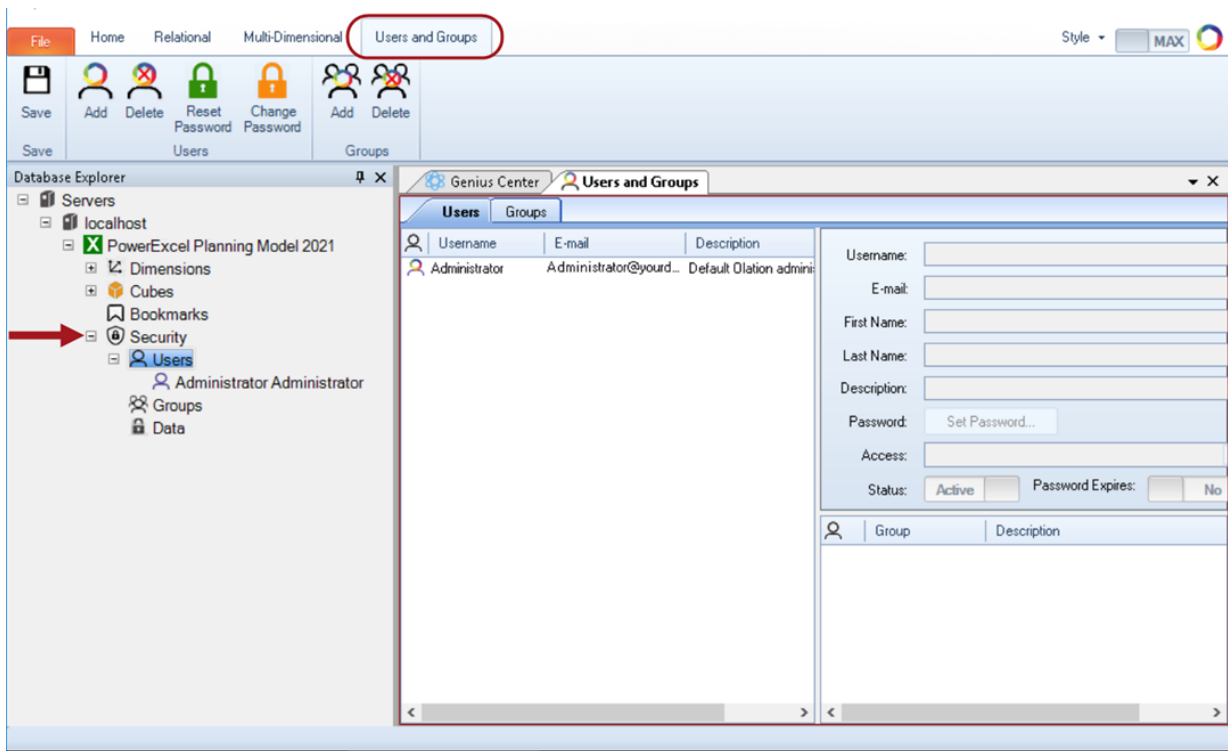 File Home Relational Multi-Dimensional Users and Groups Style MAX
Save Add Delete Reset Password Change Password Add Delete
Save Users Groups
Database Explorer
Servers
localhost
PowerExcel Planning Model 2021
Dimensions
Cubes
Bookmarks
Security
Users
Administrator Administrator
Groups
Data
Genius Center Users and Groups
Users Groups
Username E-mail Description
Administrator Administrator@yourd... Default Olation admini
Username:
E-mail:
First Name:
Last Name:
Description:
Password: Set Password...
Access:
Status: Active Password Expires: No
Group Description